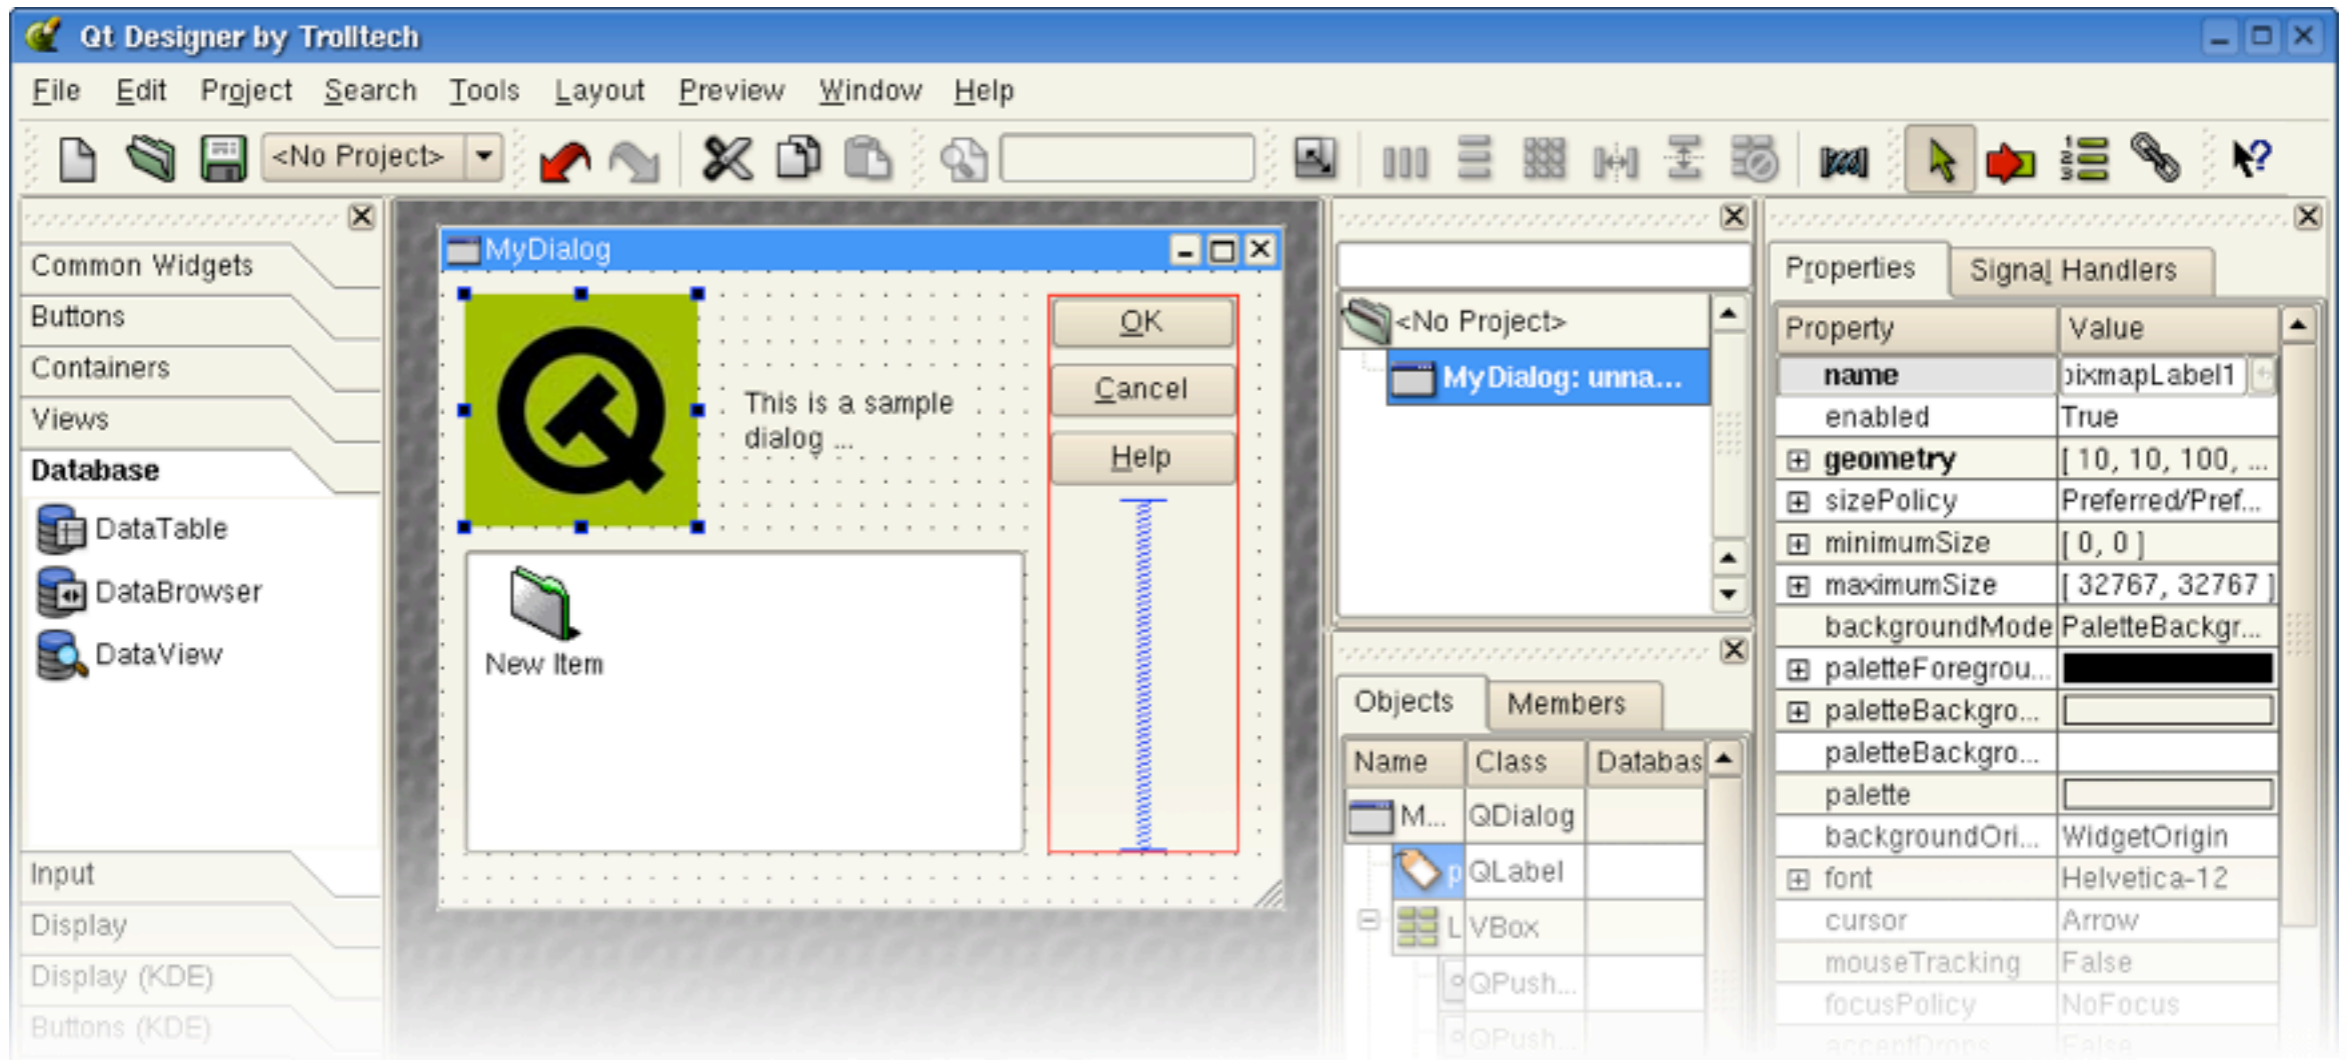 Qt Designer by Trolltech
File Edit Project Search Tools Layout Preview Window Help
<No Project>
Common Widgets
Buttons
Containers
Views
Database
DataTable
DataBrowser
DataView
Input
Display
Display (KDE)
Buttons (KDE)
MyDialog
This is a sample
dialog ...
OK
Cancel
Help
New Item
<No Project>
MyDialog: unna...
Objects Members
Name Class Databas
M... QDialog
p QLabel
L VBox
QPush...
QPush...
Properties Signal Handlers
Property Value
name pixmapLabel1
enabled True
geometry [ 10, 10, 100, ...
sizePolicy Preferred/Pref...
minimumSize [ 0, 0 ]
maximumSize [ 32767, 32767 ]
backgroundMode PaletteBackgr...
paletteForegrou...
paletteBackgro...
paletteBackgro...
palette
backgroundOri... WidgetOrigin
font Helvetica-12
cursor Arrow
mouseTracking False
focusPolicy NoFocus
acceptDrops False